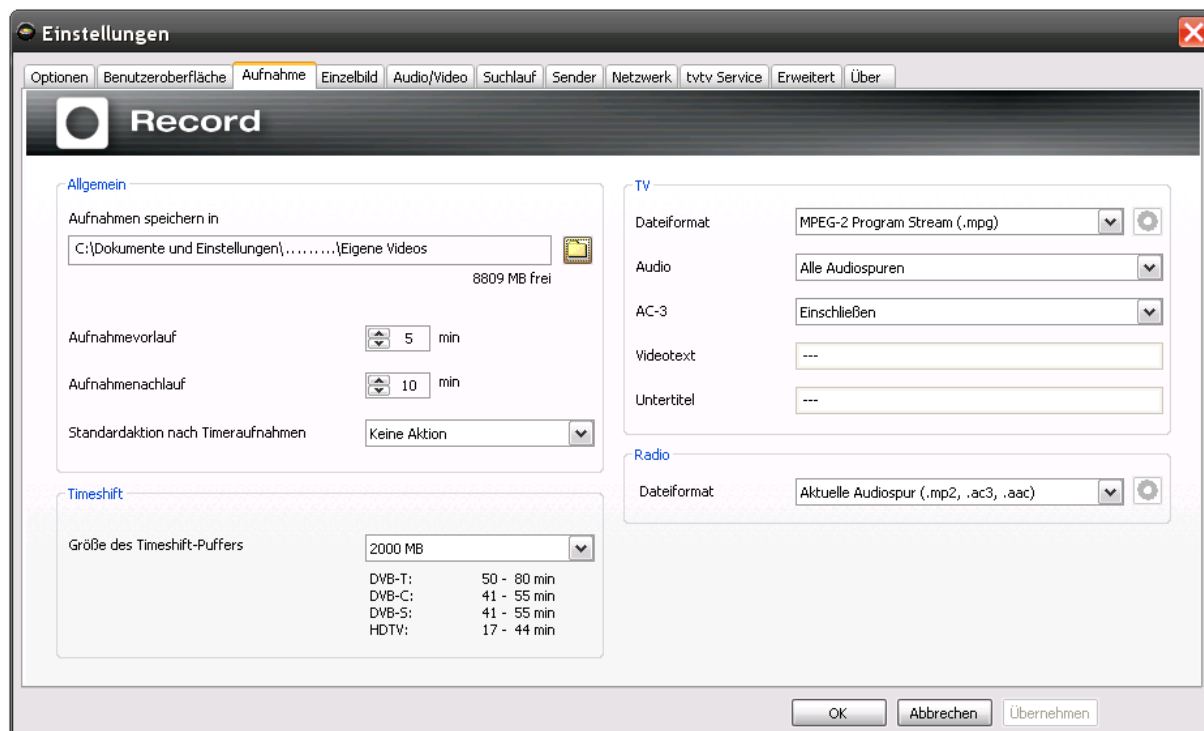 Einstellungen
Optionen Benutzeroberfläche Aufnahme Einzelbild Audio/Video Suchlauf Sender Netzwerk tvtv Service Erweitert Über
Record
Allgemein
Aufnahmen speichern in
C:\Dokumente und Einstellungen\.........\Eigene Videos
8809 MB frei
Aufnahmevorlauf 5 min
Aufnahmenachlauf 10 min
Standardaktion nach Timeraufnahmen Keine Aktion
Timeshift
Größe des Timeshift-Puffers 2000 MB
DVB-T: 50 - 80 min
DVB-C: 41 - 55 min
DVB-S: 41 - 55 min
HDTV: 17 - 44 min
TV
Dateiformat MPEG-2 Program Stream (.mpg)
Audio Alle Audiospuren
AC-3 Einschließen
Videotext ---
Untertitel ---
Radio
Dateiformat Aktuelle Audiospur (.mp2, .ac3, .aac)
OK Abbrechen Übernehmen